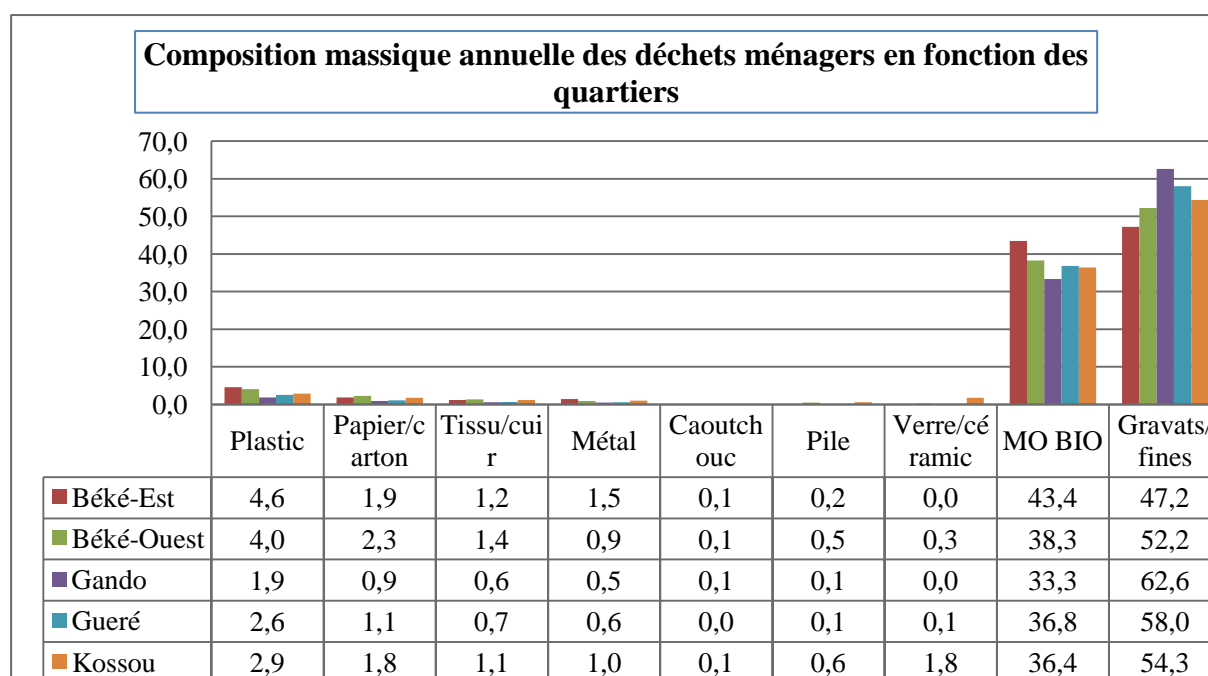 Composition massique annuelle des déchets ménagers en fonction des
quartiers
70,0
60,0
50,0
40,0
30,0
20,0
10,0
0,0
Plastic Papier/c Tissu/cui Métal Caoutch Pile Verre/cé MO BIO Gravats/
arton r ouc ramic fines
Béké-Est 4,6 1,9 1,2 1,5 0,1 0,2 0,0 43,4 47,2
Béké-Ouest 4,0 2,3 1,4 0,9 0,1 0,5 0,3 38,3 52,2
Gando 1,9 0,9 0,6 0,5 0,1 0,1 0,0 33,3 62,6
Gueré 2,6 1,1 0,7 0,6 0,0 0,1 0,1 36,8 58,0
Kossou 2,9 1,8 1,1 1,0 0,1 0,6 1,8 36,4 54,3